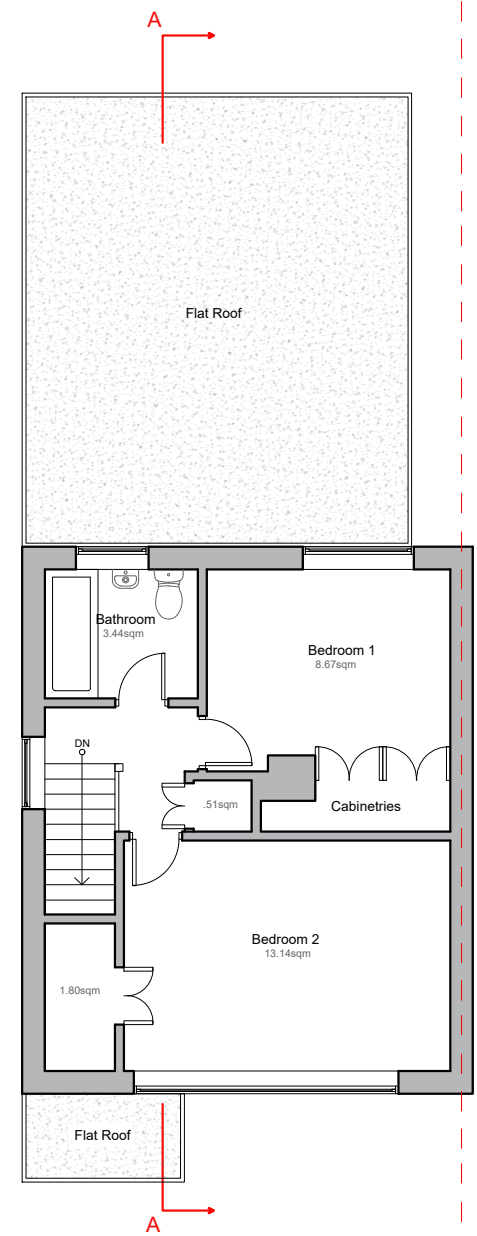 A
Flat Roof
Bathroom
3.44sqm
Bedroom 1
8.67sqm
DN
.51sqm
Cabinetries
Bedroom 2
13.14sqm
1.80sqm
Flat Roof
A